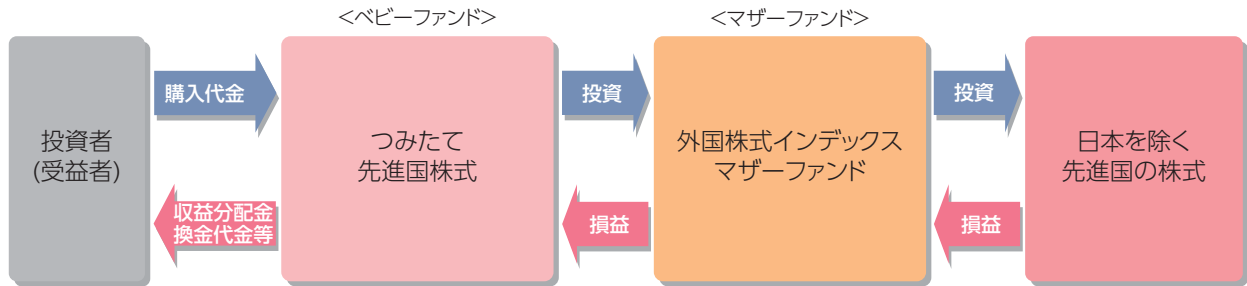 <ベビーファンド>
<マザーファンド>
投資者
(受益者)
購入代金
収益分配金
換金代金等
つみたて
先進国株式
投資
損益
外国株式インデックス
マザーファンド
投資
損益
日本を除く
先進国の株式